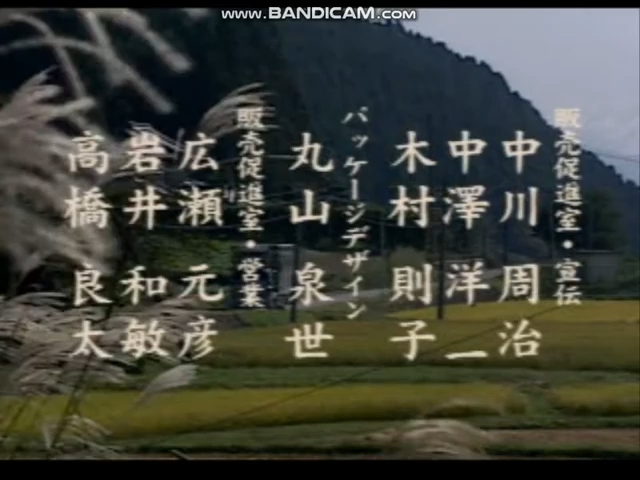 www.BANDICAM.com
販売促進室・宣伝
中川 周治
中澤 洋一
木村 則子
パッケージデザイン
丸山 泉世
販売促進室・営業
広瀬 元彦
岩井 和敏
高橋 良太